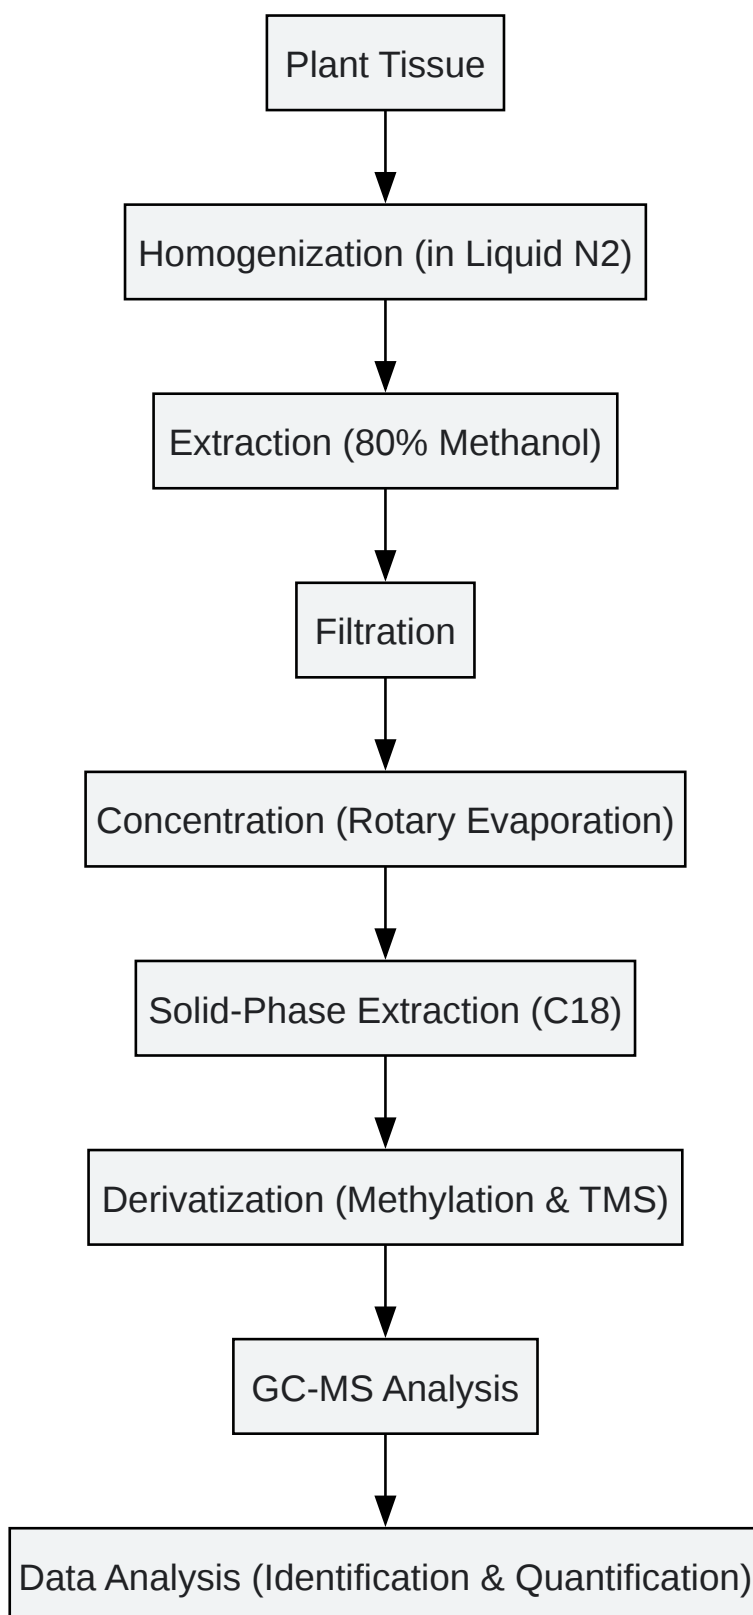 Plant Tissue
Homogenization (in Liquid N2)
Extraction (80% Methanol)
Filtration
Concentration (Rotary Evaporation)
Solid-Phase Extraction (C18)
Derivatization (Methylation & TMS)
GC-MS Analysis
Data Analysis (Identification & Quantification)